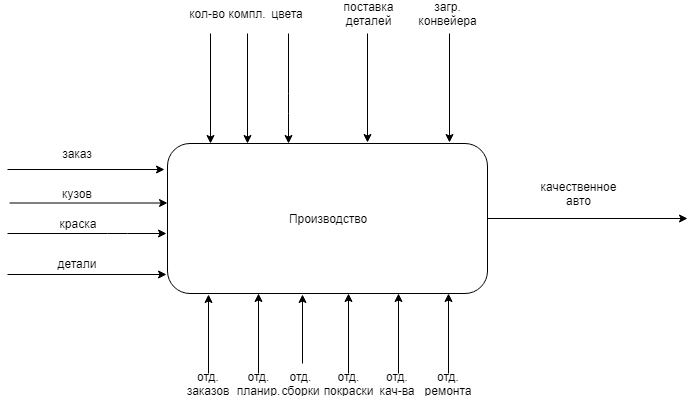 кол-во компл. цвета
поставка
деталей
загр.
конвейера
заказ
кузов
краска
детали
Производство
качественное
авто
отд.
заказов
отд.
планир.
отд.
сборки
отд.
покраски
отд.
кач-ва
отд.
ремонта